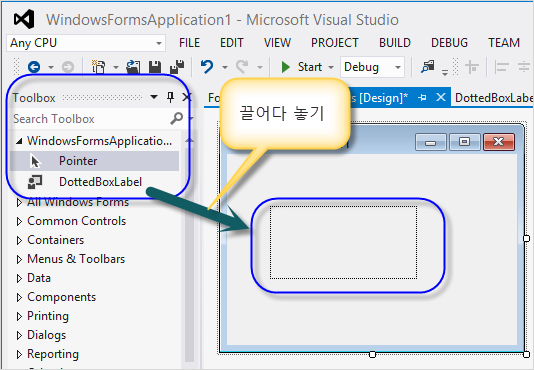 WindowsFormsApplication1 - Microsoft Visual Studio
Any CPU FILE EDIT VIEW PROJECT BUILD DEBUG TEAM
Start Debug
Toolbox
[Design]* DottedBoxLabe
끌어다 놓기
Search Toolbox
WindowsFormsApplicatio...
Pointer
DottedBoxLabel
All Windows Forms
Common Controls
Containers
Menus & Toolbars
Data
Components
Printing
Dialogs
Reporting